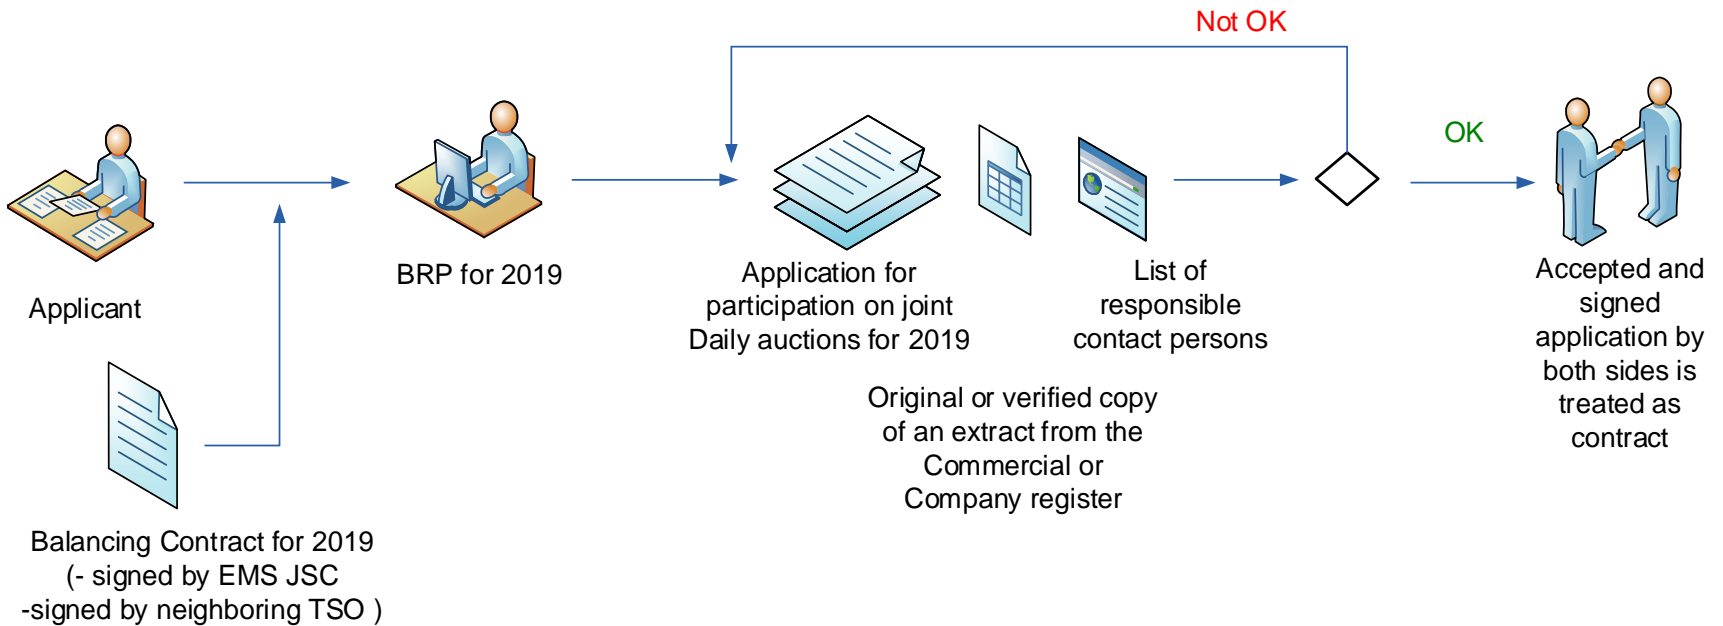 Not OK
OK
Applicant
BRP for 2019
Application for
participation on joint
Daily auctions for 2019
List of
responsible
contact persons
Original or verified copy
of an extract from the
Commercial or
Company register
Accepted and
signed
application by
both sides is
treated as
contract
Balancing Contract for 2019
(- signed by EMS JSC
-signed by neighboring TSO )